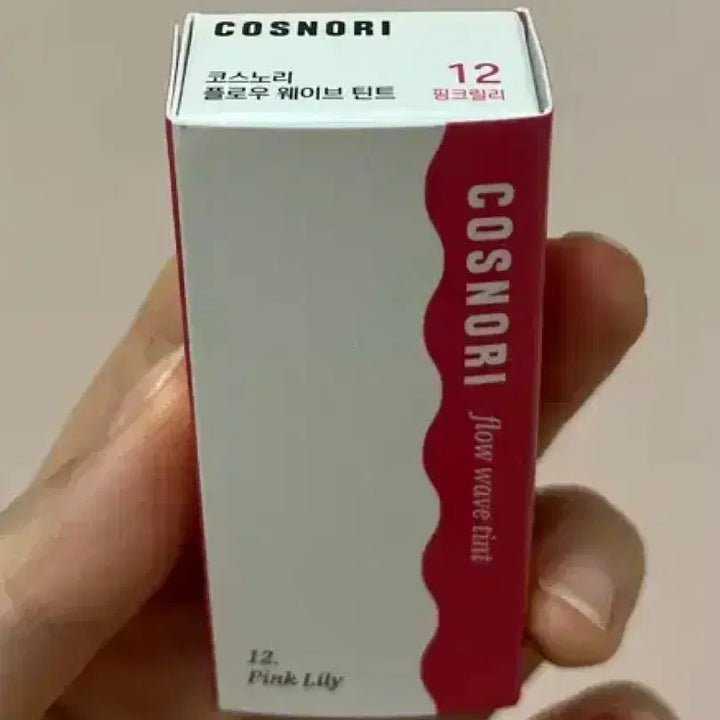 COSNORI
코스노리
플로우 웨이브 틴트
12
핑크릴리
COSNORI flow wave tint
12.
Pink Lily